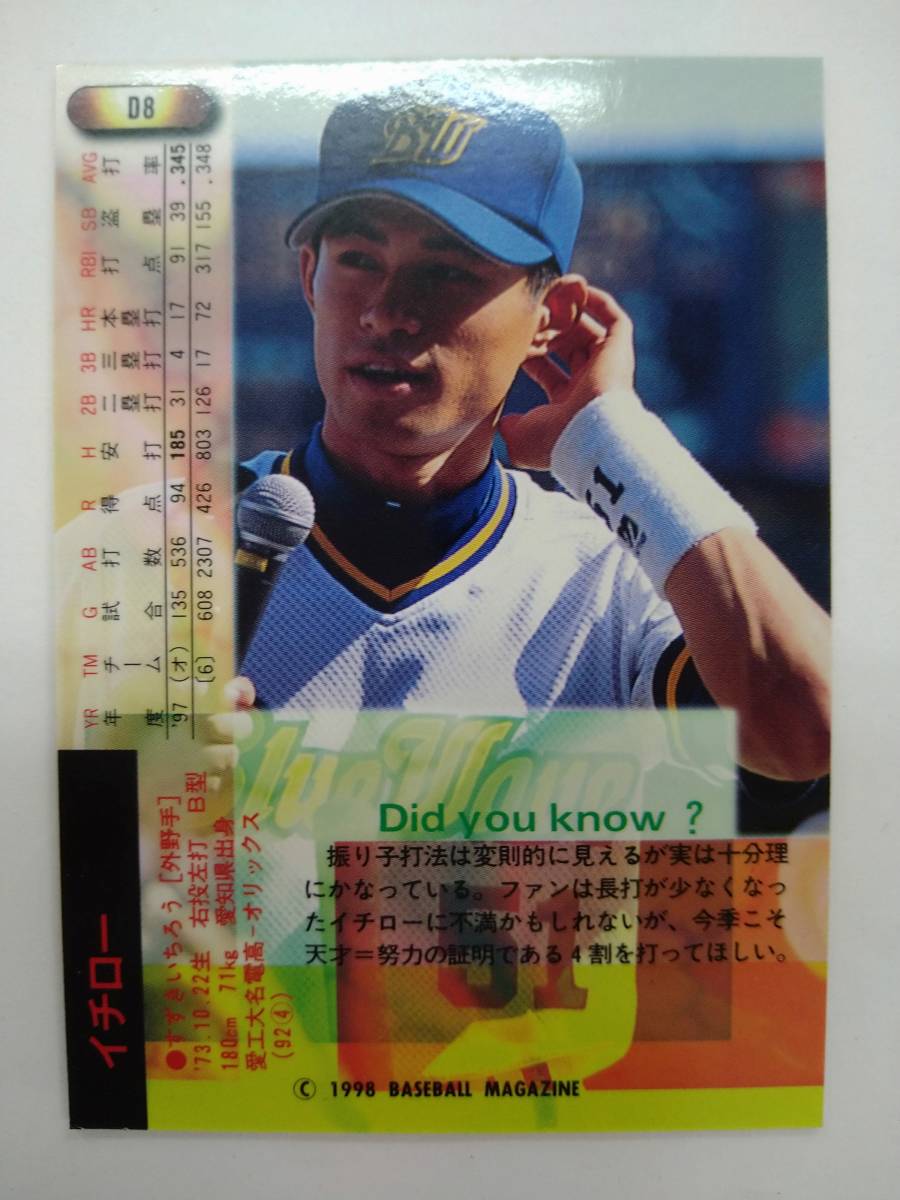 D8
BW
51
Blue Wave
51
イチロー
●すずきいちろう［外野手］
'73.10.22生 右投左打 B型
180cm 71kg 愛知県出身
愛工大名電高-オリックス
(92④)
YR TM G AB R H 2B 3B HR RBI SB AVG
年度 チーム 試合 打数 得点 安打 二塁打 三塁打 本塁打 打点 盗塁 打率
'97 (オ) 135 536 94 185 31 4 17 91 39 .345
〔6〕 608 2307 426 803 126 17 72 317 155 .348
Did you know ?
振り子打法は変則的に見えるが実は十分理
にかなっている。ファンは長打が少なくなっ
たイチローに不満かもしれないが、今季こそ
天才＝努力の証明である4割を打ってほしい。
© 1998 BASEBALL MAGAZINE